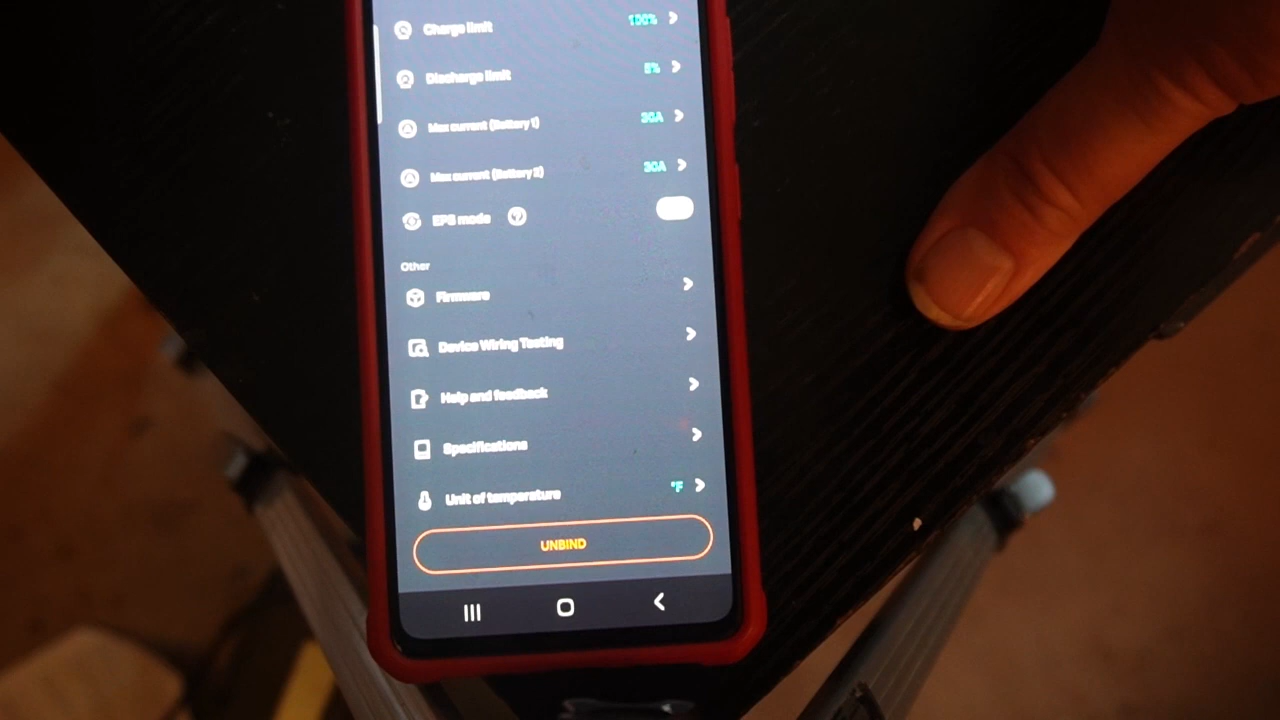 Charge limit 100%
Discharge limit 5%
Max current (Battery 1) 30A
Max current (Battery 2) 30A
EPS mode
Other
Firmware
Device Wiring Testing
Help and feedback
Specifications
Unit of temperature °F
UNBIND